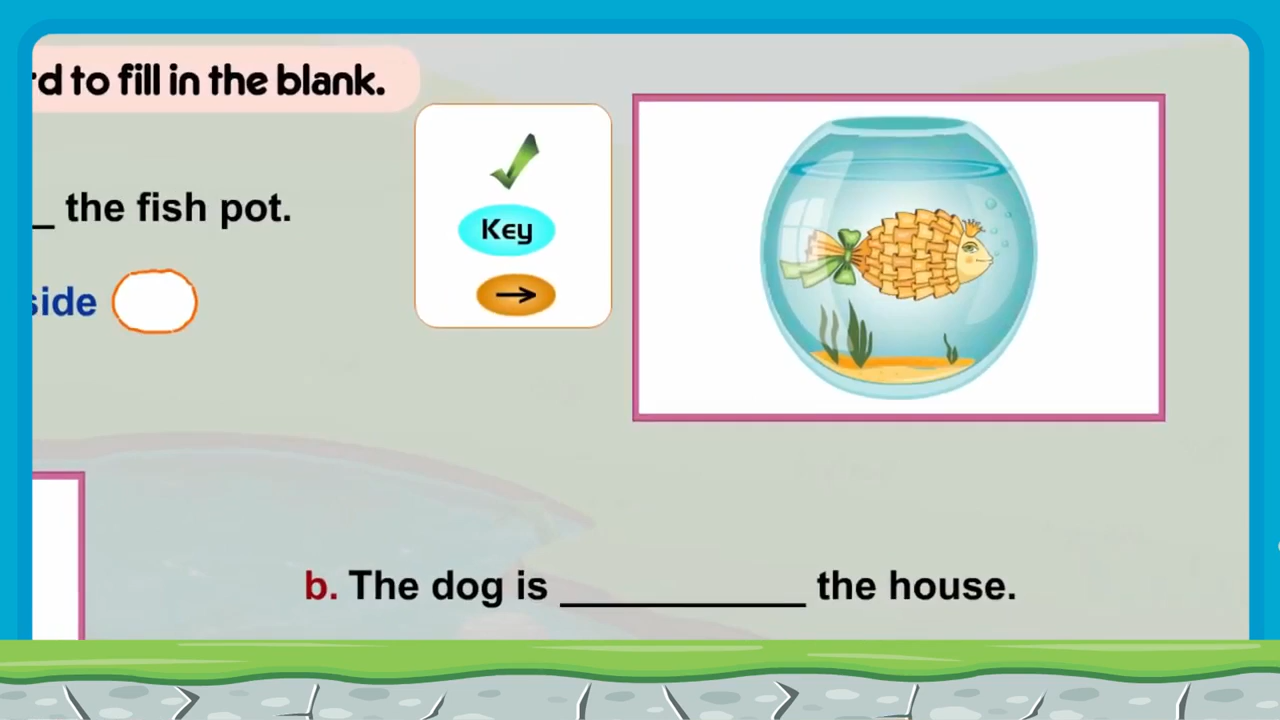 rd to fill in the blank.
_ the fish pot.
side
Key
→
b. The dog is ___________ the house.